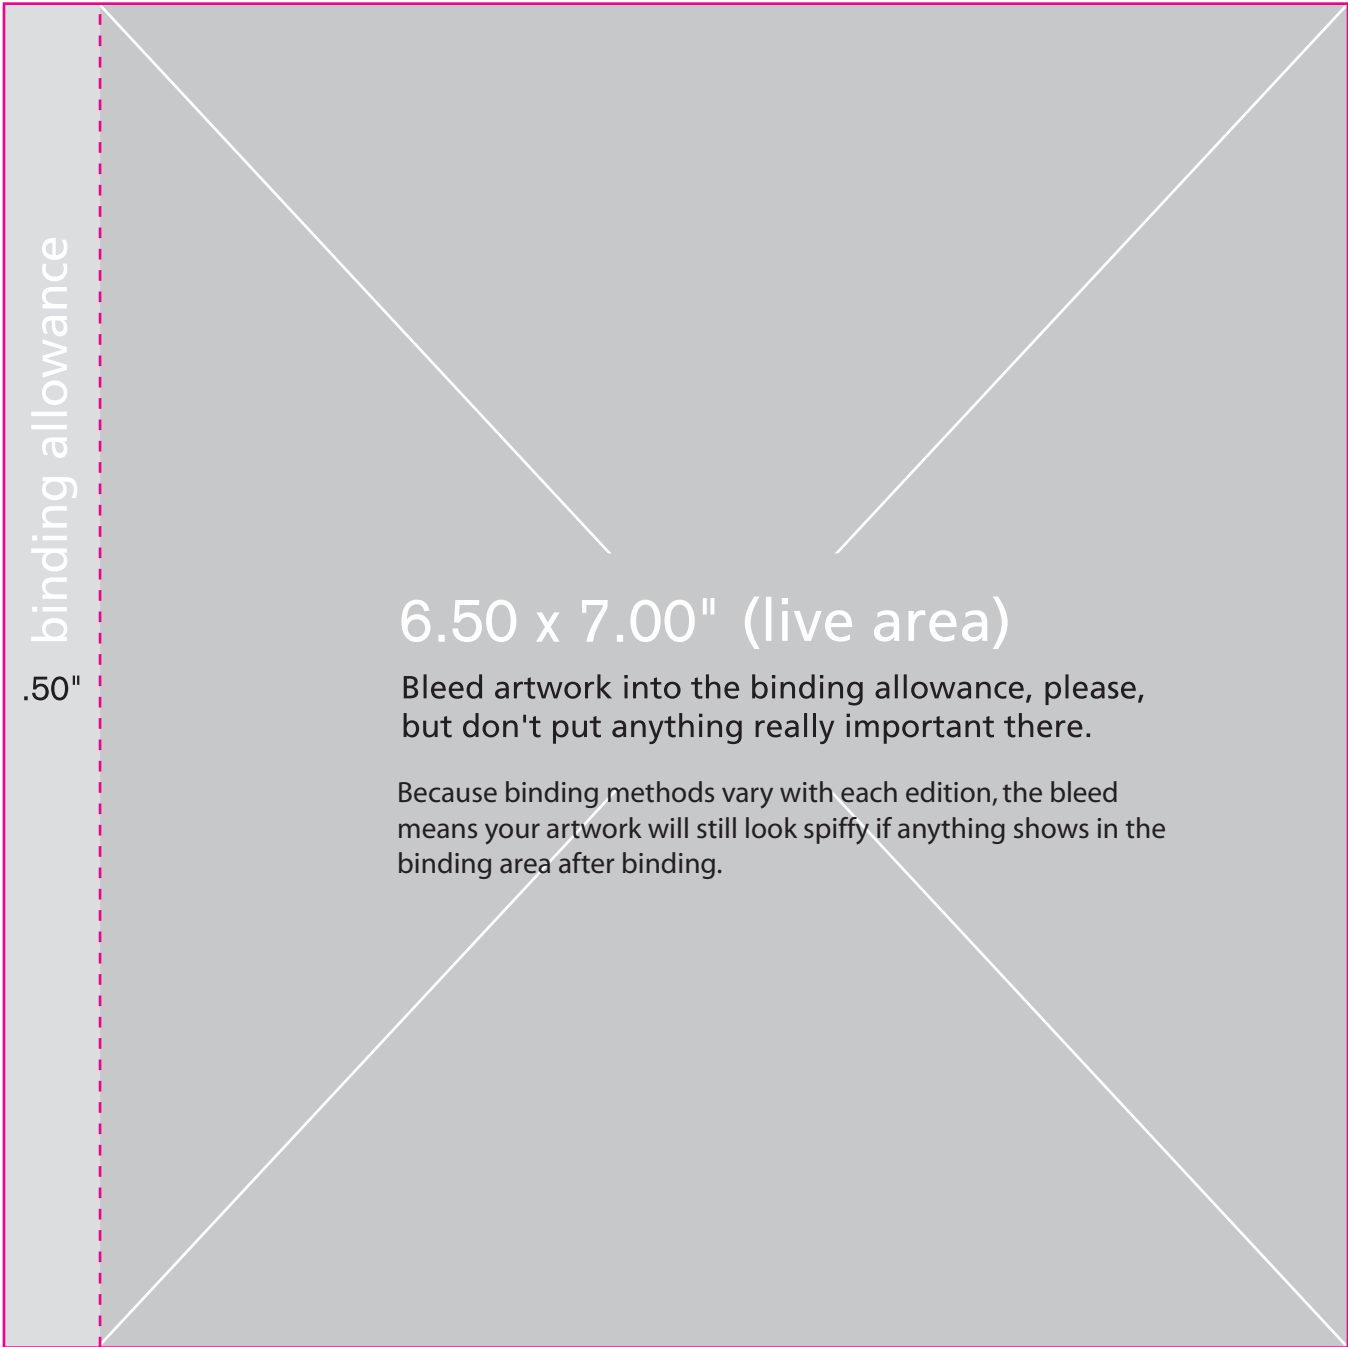 binding allowance
.50"
6.50 x 7.00" (live area)
Bleed artwork into the binding allowance, please,
but don't put anything really important there.
Because binding methods vary with each edition, the bleed
means your artwork will still look spiffy if anything shows in the
binding area after binding.